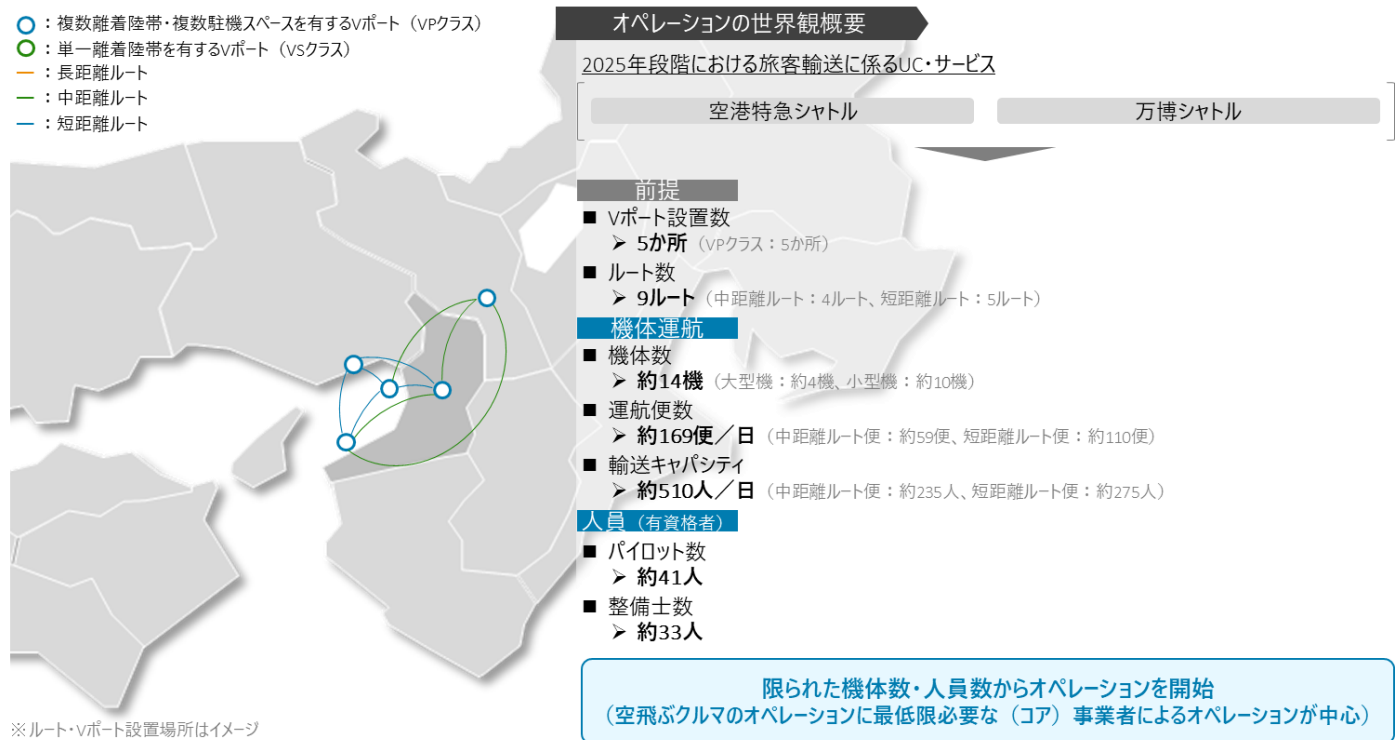 ：複数離着陸帯・複数駐機スペースを有するVポート（VPクラス）
：単一離着陸帯を有するVポート（VSクラス）
：長距離ルート
：中距離ルート
：短距離ルート
オペレーションの世界観概要
2025年段階における旅客輸送に係るUC・サービス
空港特急シャトル
万博シャトル
前提
■ Vポート設置数
➢ 5か所（VPクラス：5か所）
■ ルート数
➢ 9ルート（中距離ルート：4ルート、短距離ルート：5ルート）
機体運航
■ 機体数
➢ 約14機（大型機：約4機、小型機：約10機）
■ 運航便数
➢ 約169便／日（中距離ルート便：約59便、短距離ルート便：約110便）
■ 輸送キャパシティ
➢ 約510人／日（中距離ルート便：約235人、短距離ルート便：約275人）
人員（有資格者）
■ パイロット数
➢ 約41人
■ 整備士数
➢ 約33人
限られた機体数・人員数からオペレーションを開始
（空飛ぶクルマのオペレーションに最低限必要な（コア）事業者によるオペレーションが中心）
※ルート・Vポート設置場所はイメージ